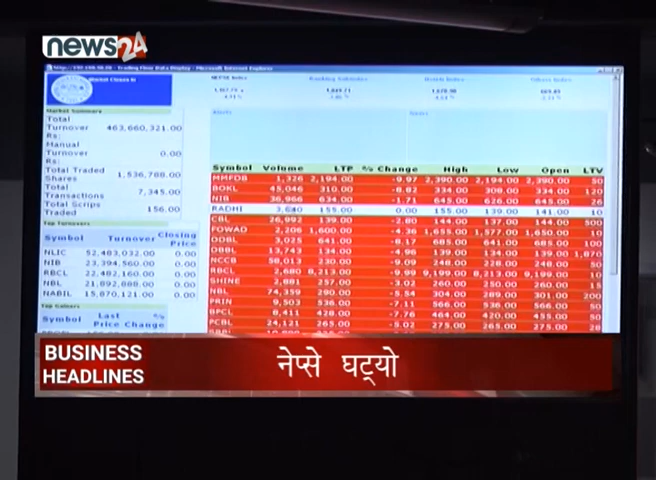 news24
Market Summary
Total Turnover Rs: 463,660,321.00
Manual Turnover Rs: 0.00
Total Traded Shares 1,536,788.00
Total Transactions 7,345.00
Total Scrips Traded 156.00
Top Turnovers
Symbol Turnover Closing Price
NLIC 52,483,032.00 0.00
NIB 23,394,560.00 0.00
RBCL 22,482,160.00 0.00
NBL 21,892,888.00 0.00
NABIL 15,870,121.00 0.00
Top Gainers
Symbol Last Price Change
Symbol Volume LTP % Change High Low Open LTV
MMFDB 1,326 2,194.00 -9.97 2,390.00 2,194.00 2,390.00 50
BOKL 45,046 310.00 -8.82 334.00 308.00 334.00 120
NIB 36,966 634.00 -1.71 645.00 626.00 645.00 26
RADHI 3,640 155.00 0.00 155.00 139.00 141.00 10
CBL 26,992 139.00 -2.80 144.00 137.00 144.00 500
FOWAD 2,206 1,600.00 -4.36 1,655.00 1,577.00 1,650.00 10
ODBL 3,025 641.00 -8.17 685.00 641.00 685.00 100
DBBL 13,743 134.00 -4.96 139.00 134.00 139.00 1,870
NCCB 58,013 230.00 -9.09 248.00 228.00 248.00 50
RBCL 2,680 8,213.00 -9.99 9,199.00 8,213.00 9,199.00 10
SHINE 2,881 257.00 -3.02 260.00 250.00 260.00 15
NBL 74,359 290.00 -5.54 304.00 289.00 301.00 200
PRIN 9,503 536.00 -7.11 566.00 536.00 566.00 50
BPCL 8,411 428.00 -7.76 464.00 420.00 455.00 50
PCBL 24,121 265.00 -5.02 275.00 265.00 275.00 28
BUSINESS
HEADLINES
नेप्से घट्यो